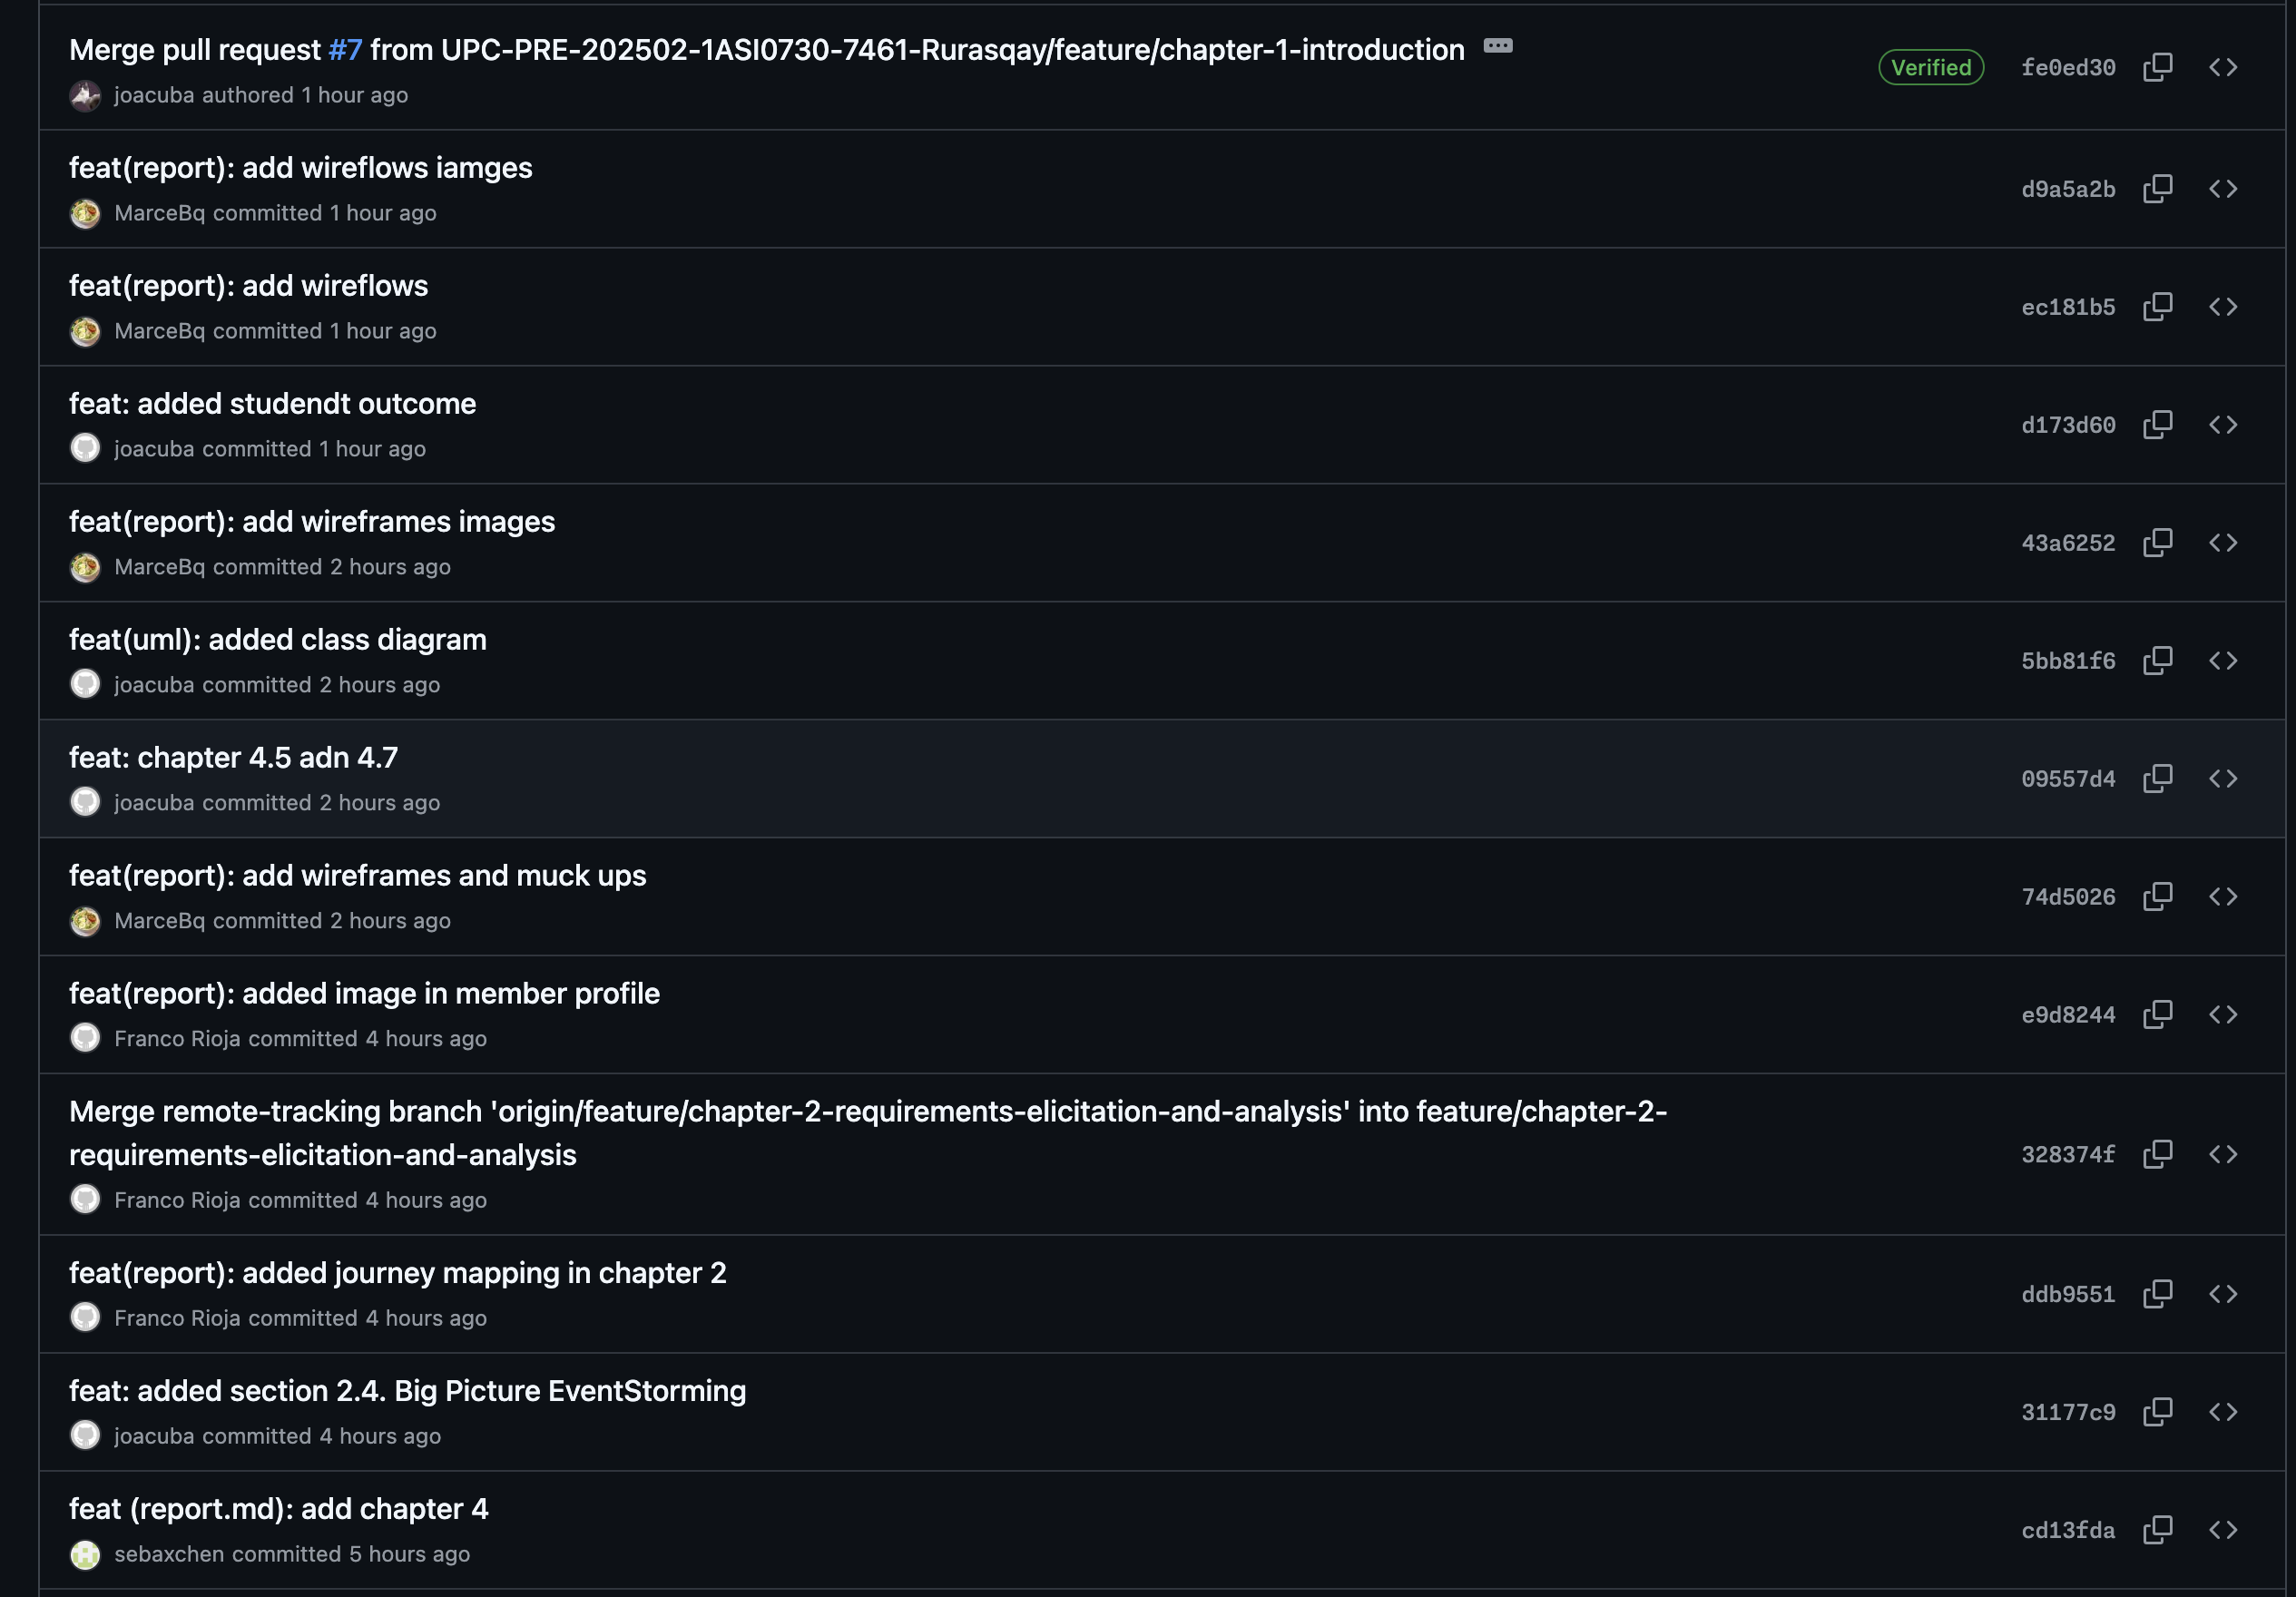 Merge pull request #7 from UPC-PRE-202502-1ASI0730-7461-Rurasqay/feature/chapter-1-introduction
joacuba authored 1 hour ago
Verified
fe0ed30
feat(report): add wireflows iamges
MarceBq committed 1 hour ago
d9a5a2b
feat(report): add wireflows
MarceBq committed 1 hour ago
ec181b5
feat: added studendt outcome
joacuba committed 1 hour ago
d173d60
feat(report): add wireframes images
MarceBq committed 2 hours ago
43a6252
feat(uml): added class diagram
joacuba committed 2 hours ago
5bb81f6
feat: chapter 4.5 adn 4.7
joacuba committed 2 hours ago
09557d4
feat(report): add wireframes and muck ups
MarceBq committed 2 hours ago
74d5026
feat(report): added image in member profile
Franco Rioja committed 4 hours ago
e9d8244
Merge remote-tracking branch 'origin/feature/chapter-2-requirements-elicitation-and-analysis' into feature/chapter-2-
requirements-elicitation-and-analysis
Franco Rioja committed 4 hours ago
328374f
feat(report): added journey mapping in chapter 2
Franco Rioja committed 4 hours ago
ddb9551
feat: added section 2.4. Big Picture EventStorming
joacuba committed 4 hours ago
31177c9
feat (report.md): add chapter 4
sebaxchen committed 5 hours ago
cd13fda